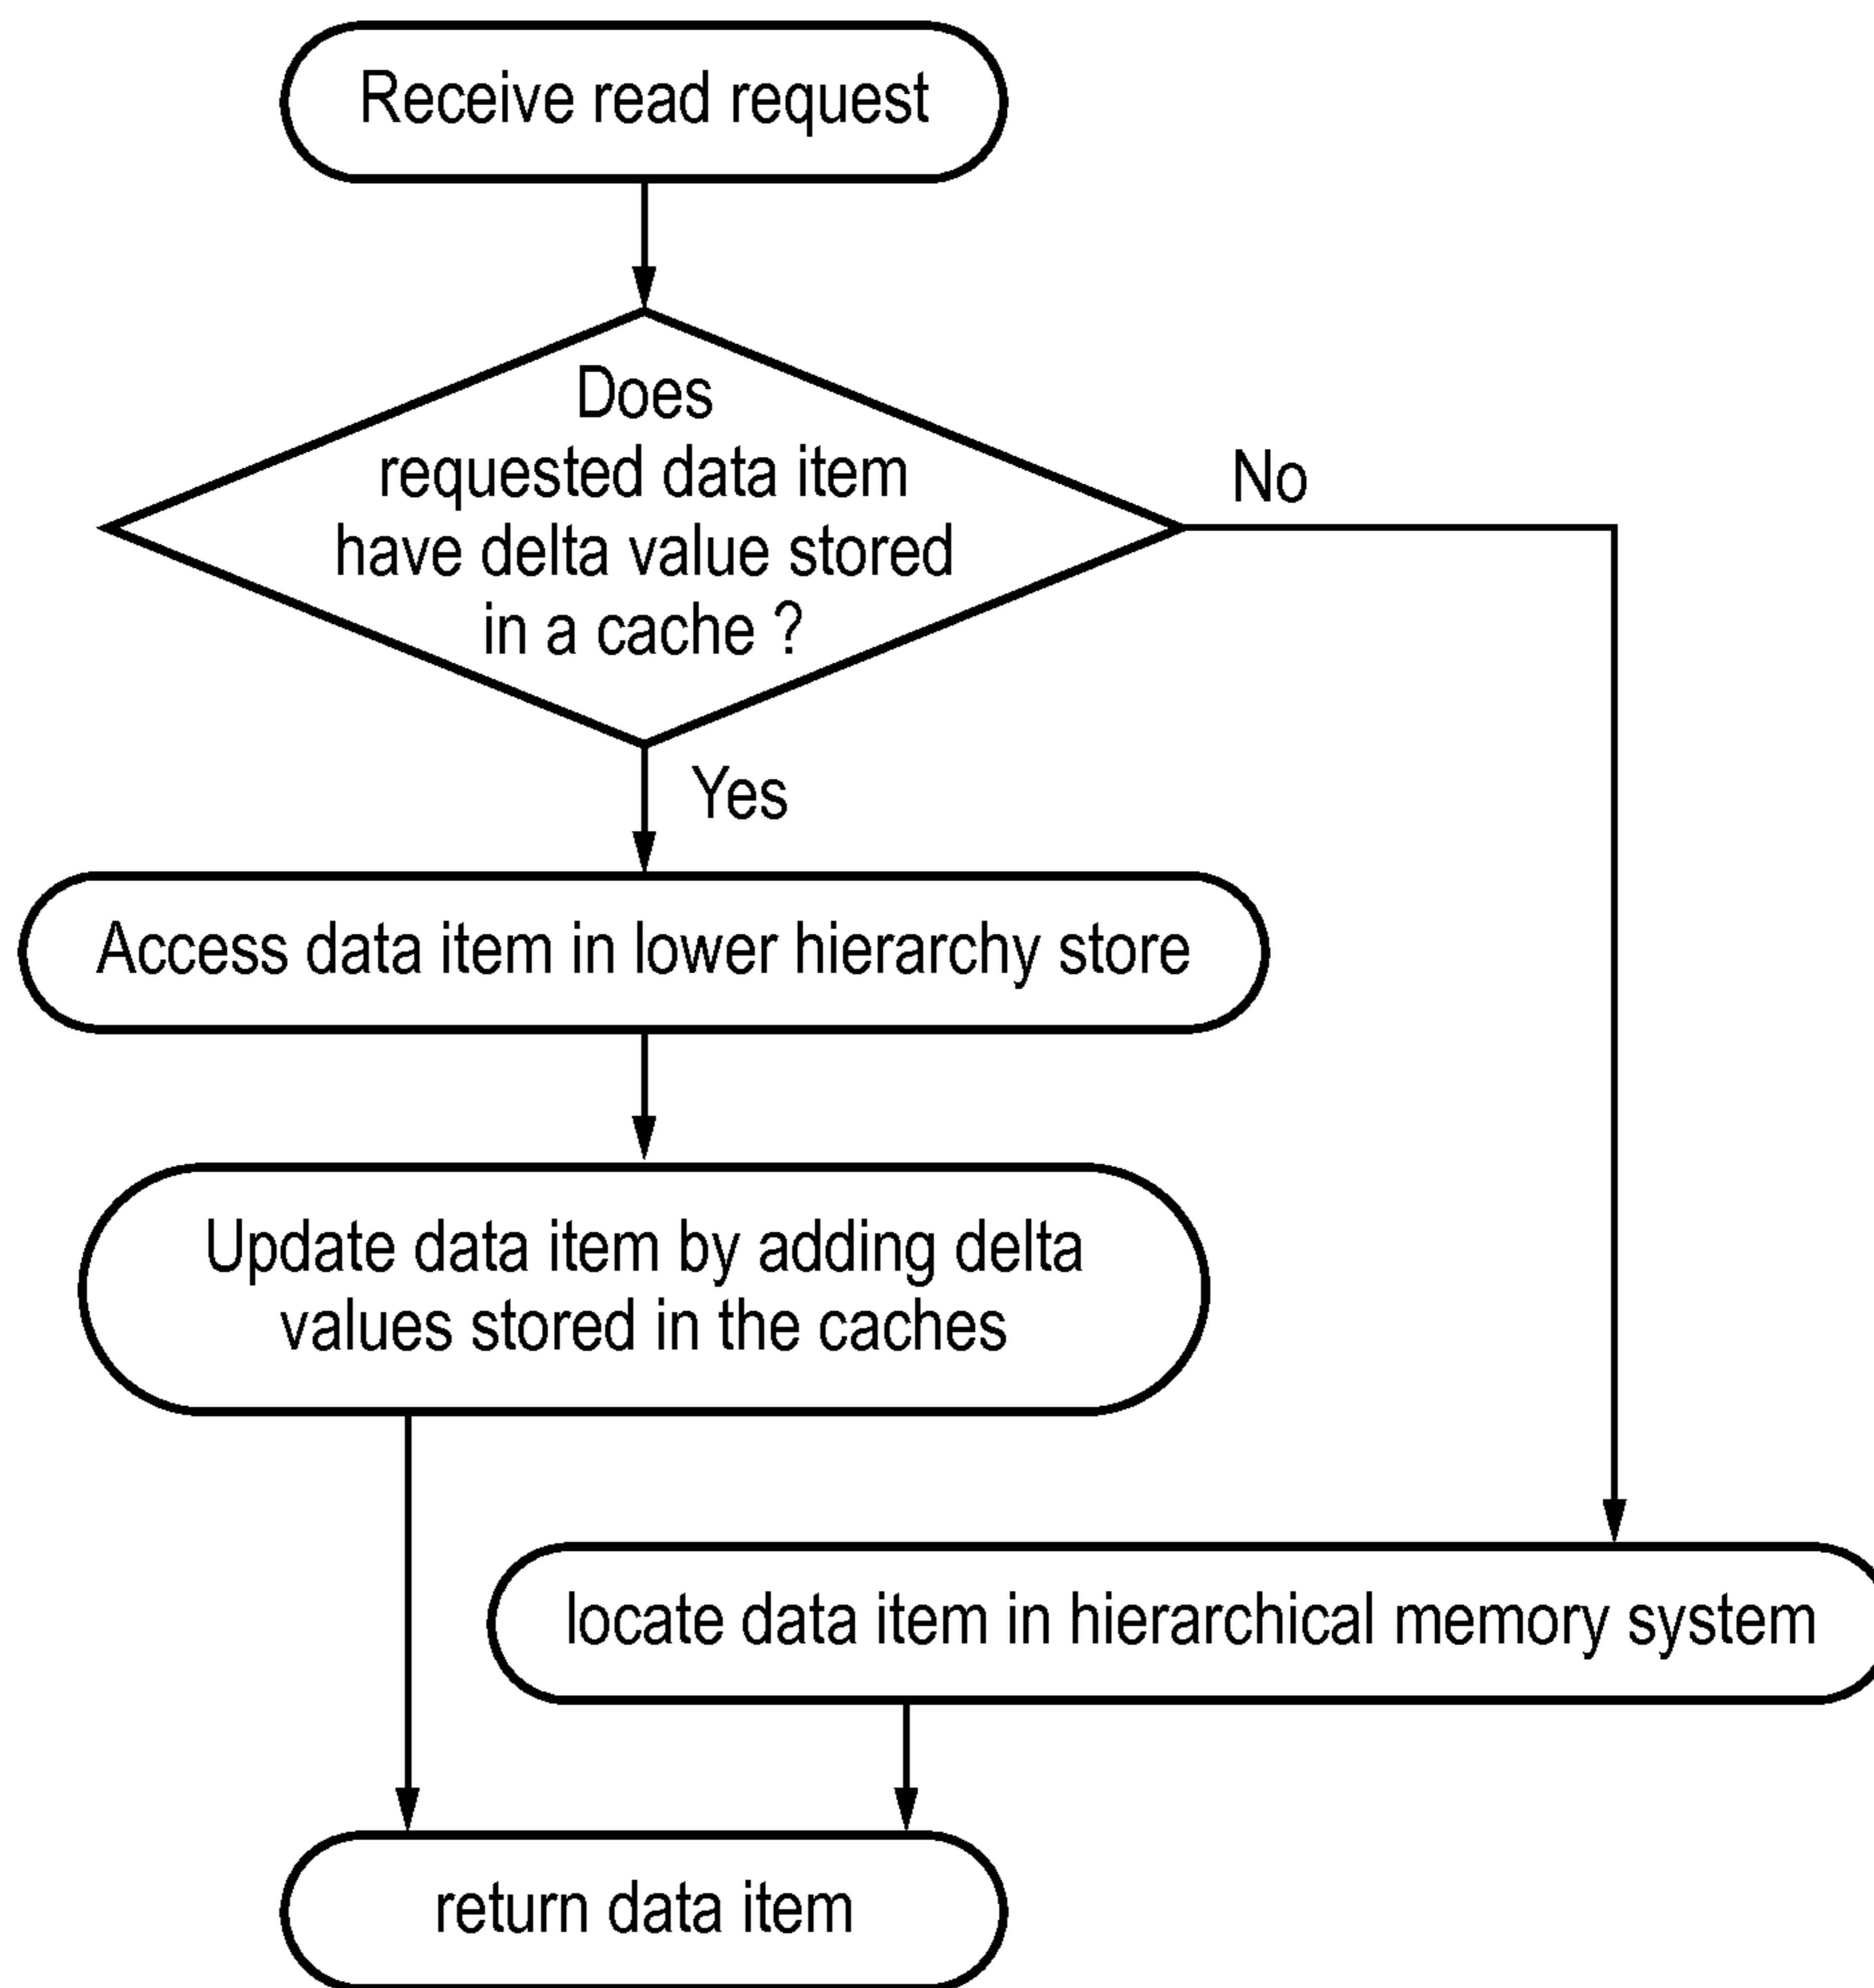 Receive read request
Does
requested data item
have delta value stored
in a cache ?
No
Yes
Access data item in lower hierarchy store
Update data item by adding delta
values stored in the caches
locate data item in hierarchical memory system
return data item